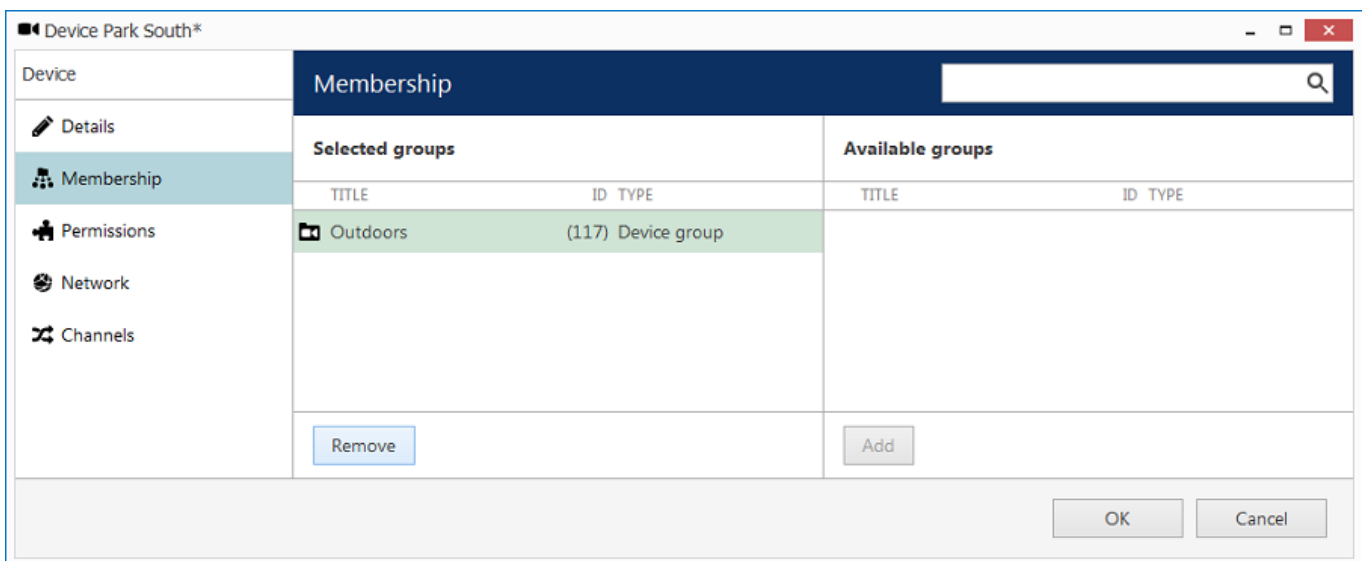 Device Park South*
Device
Membership
Details
Membership
Permissions
Network
Channels
Selected groups
TITLE ID TYPE
Outdoors (117) Device group
Remove
Available groups
TITLE ID TYPE
Add
OK Cancel